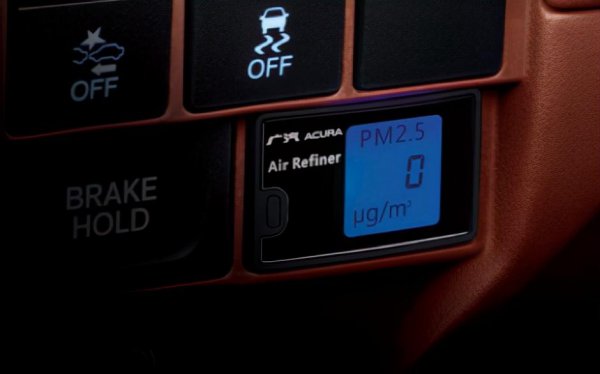 OFF
OFF
BRAKE
HOLD
ACURA
Air Refiner
PM2.5
0
µg/m³